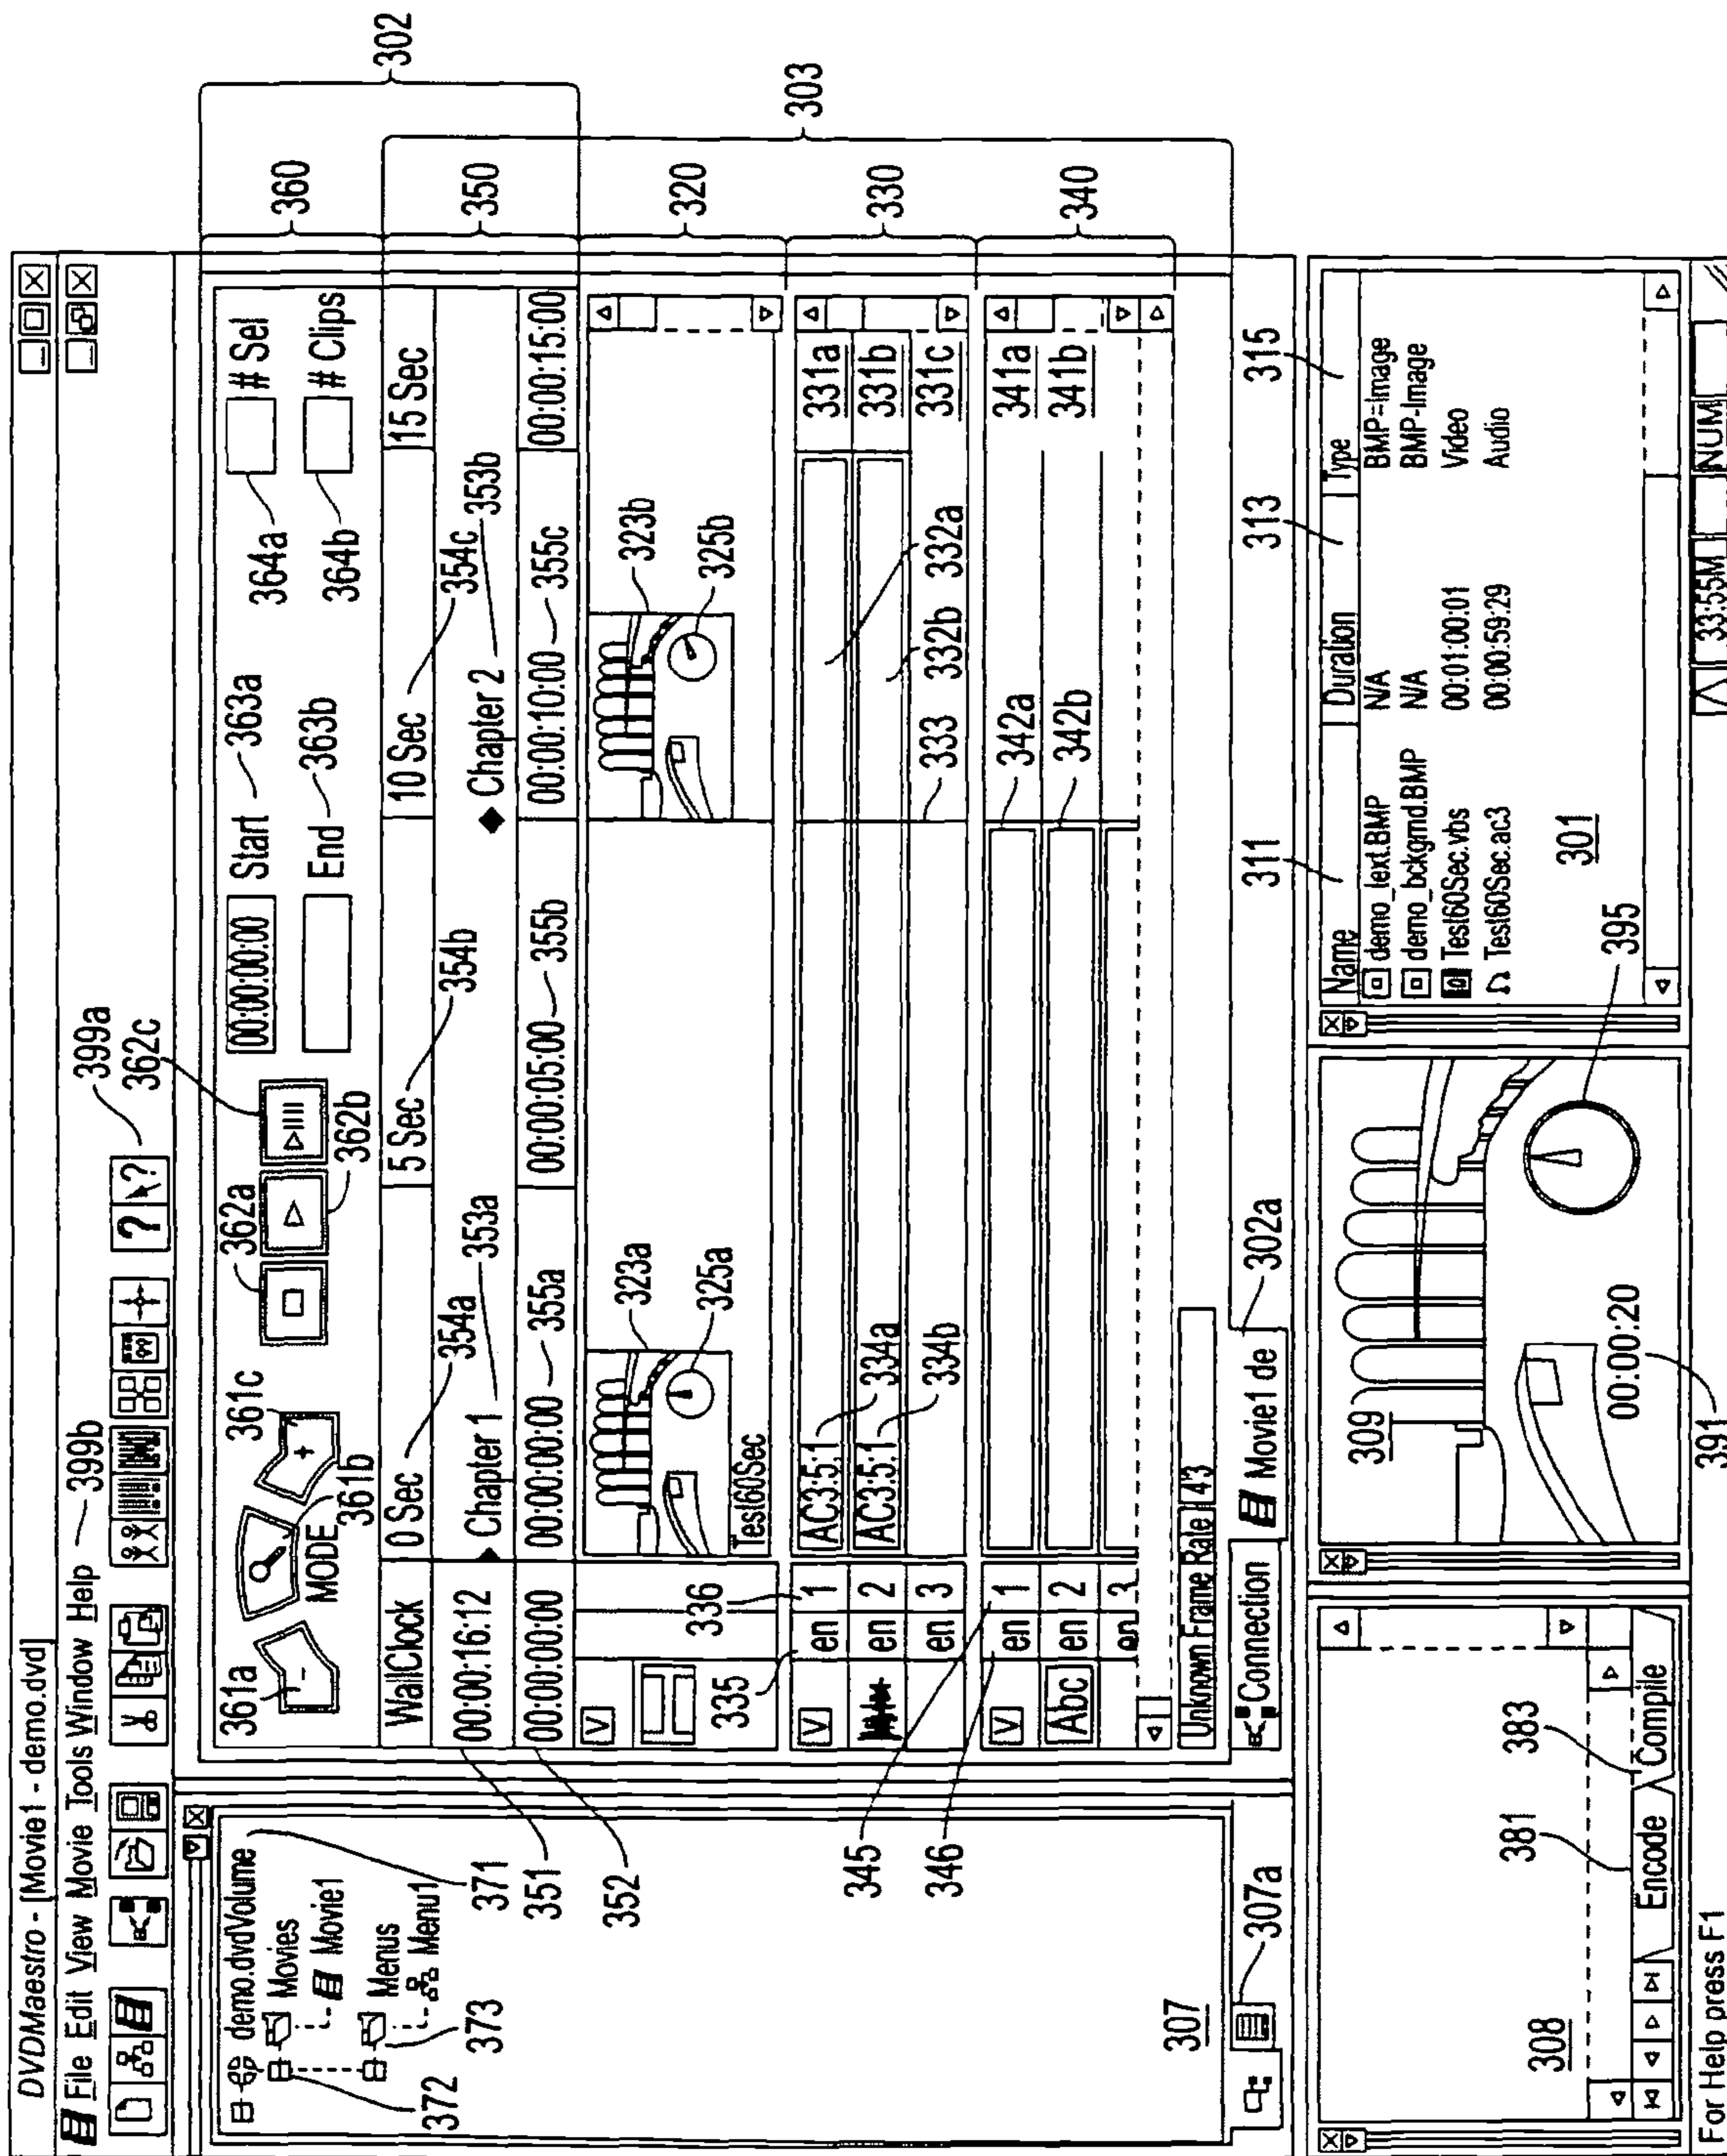 DVDMaestro - [Movie1 - demo.dvd]
File Edit View Movie Tools Window Help 399b
399a
362c
demo.dvdVolume
Movies
Movie1
Menus
Menu1
371
372
373
351
352
307
307a
361a
361b
361c
MODE
362a
362b
00:00:00:00 Start 363a
End 363b
364a # Sel
364b # Clips
360
302
WallClock 0 Sec 354a 5 Sec 354b 10 Sec 354c 15 Sec
00:00:16:12 Chapter 1 353a Chapter 2 353b
00:00:00:00 00:00:00:00 355a 00:00:05:00 355b 00:00:10:00 355c 00:00:15:00
350
303
V
323a
325a
Test60Sec
323b
325b
320
335
336
V en 1 AC3:5:1 334a 332a 331a
en 2 AC3:5:1 334b 332b 331b
en 3 333 331c
330
345
346
V en 1 342a 341a
Abc en 2 342b 341b
en 3
340
Unknown Frame Rate 4:3
Connection Movie1 de 302a
308
381
383
Encode Compile
309
00:00:20
391
395
311
313
315
Name Duration Type
demo_text.BMP N/A BMP=Image
demo_bckgrnd.BMP N/A BMP-Image
Test60Sec.vbs 00:01:00:01 Video
Test60Sec.ac3 00:00:59:29 Audio
301
For Help press F1
33:55M NUM